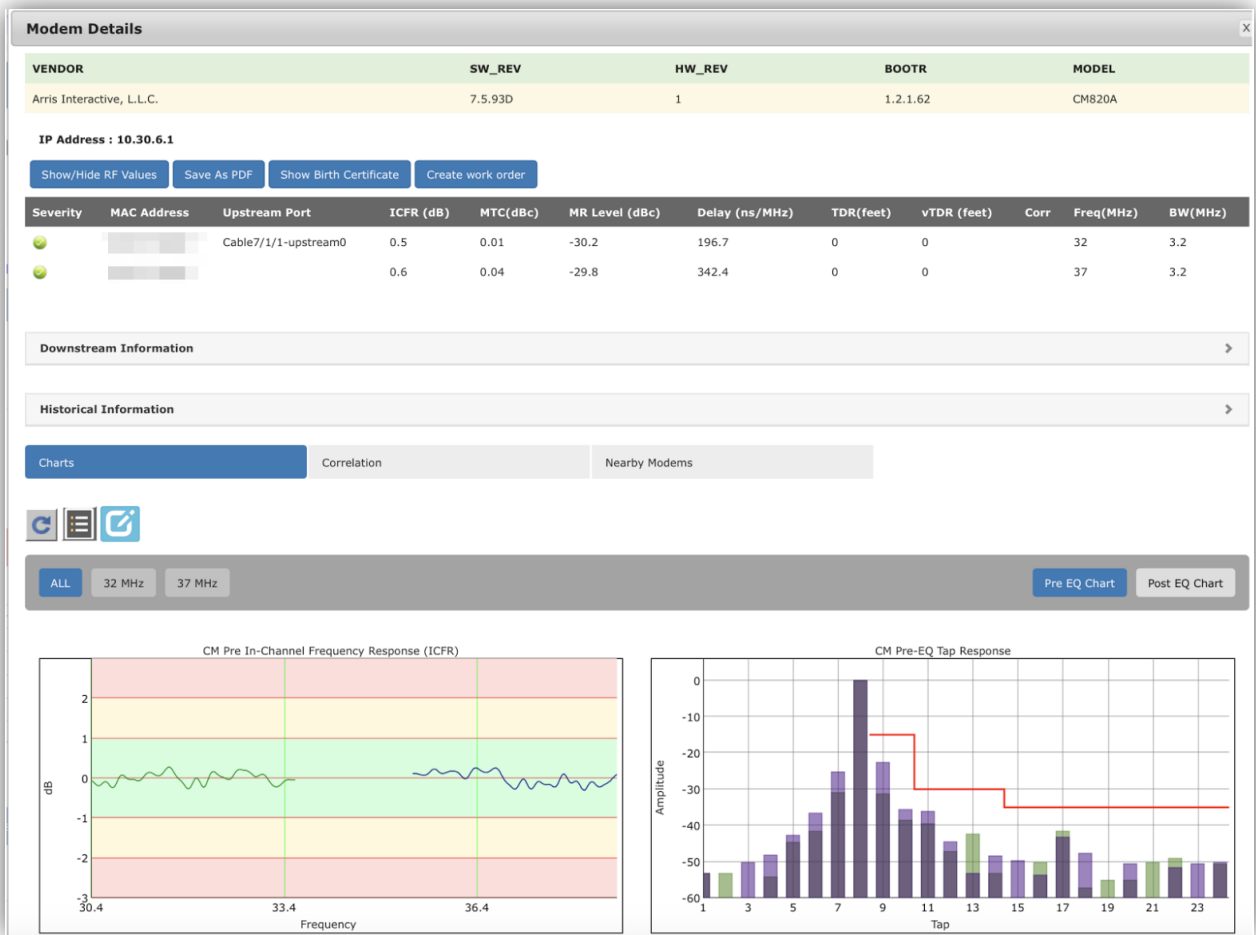 Modem Details
X
VENDOR SW_REV HW_REV BOOTR MODEL
Arris Interactive, L.L.C. 7.5.93D 1 1.2.1.62 CM820A
IP Address : 10.30.6.1
Show/Hide RF Values Save As PDF Show Birth Certificate Create work order
Severity MAC Address Upstream Port ICFR (dB) MTC(dBc) MR Level (dBc) Delay (ns/MHz) TDR(feet) vTDR (feet) Corr Freq(MHz) BW(MHz)
Cable7/1/1-upstream0 0.5 0.01 -30.2 196.7 0 0 32 3.2
0.6 0.04 -29.8 342.4 0 0 37 3.2
Downstream Information
Historical Information
Charts Correlation Nearby Modems
ALL 32 MHz 37 MHz Pre EQ Chart Post EQ Chart
CM Pre In-Channel Frequency Response (ICFR)
2
1
0
-1
-2
-3
dB
30.4 33.4 36.4
Frequency
CM Pre-EQ Tap Response
0
-10
-20
-30
-40
-50
-60
Amplitude
1 3 5 7 9 11 13 15 17 19 21 23
Tap